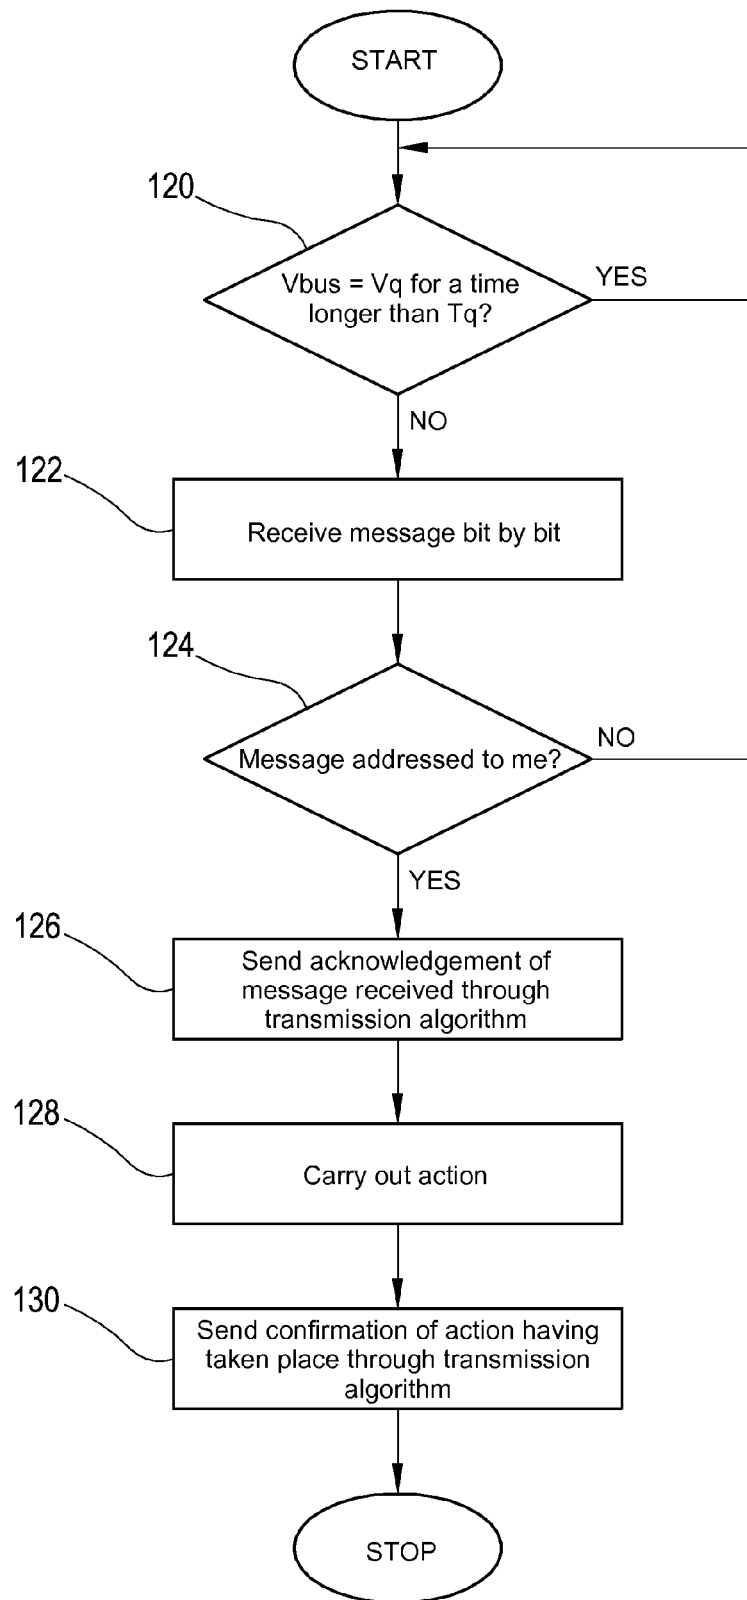 START
120
Vbus = Vq for a time
longer than Tq?
YES
NO
122
Receive message bit by bit
124
Message addressed to me?
NO
YES
126
Send acknowledgement of
message received through
transmission algorithm
128
Carry out action
130
Send confirmation of action having
taken place through transmission
algorithm
STOP